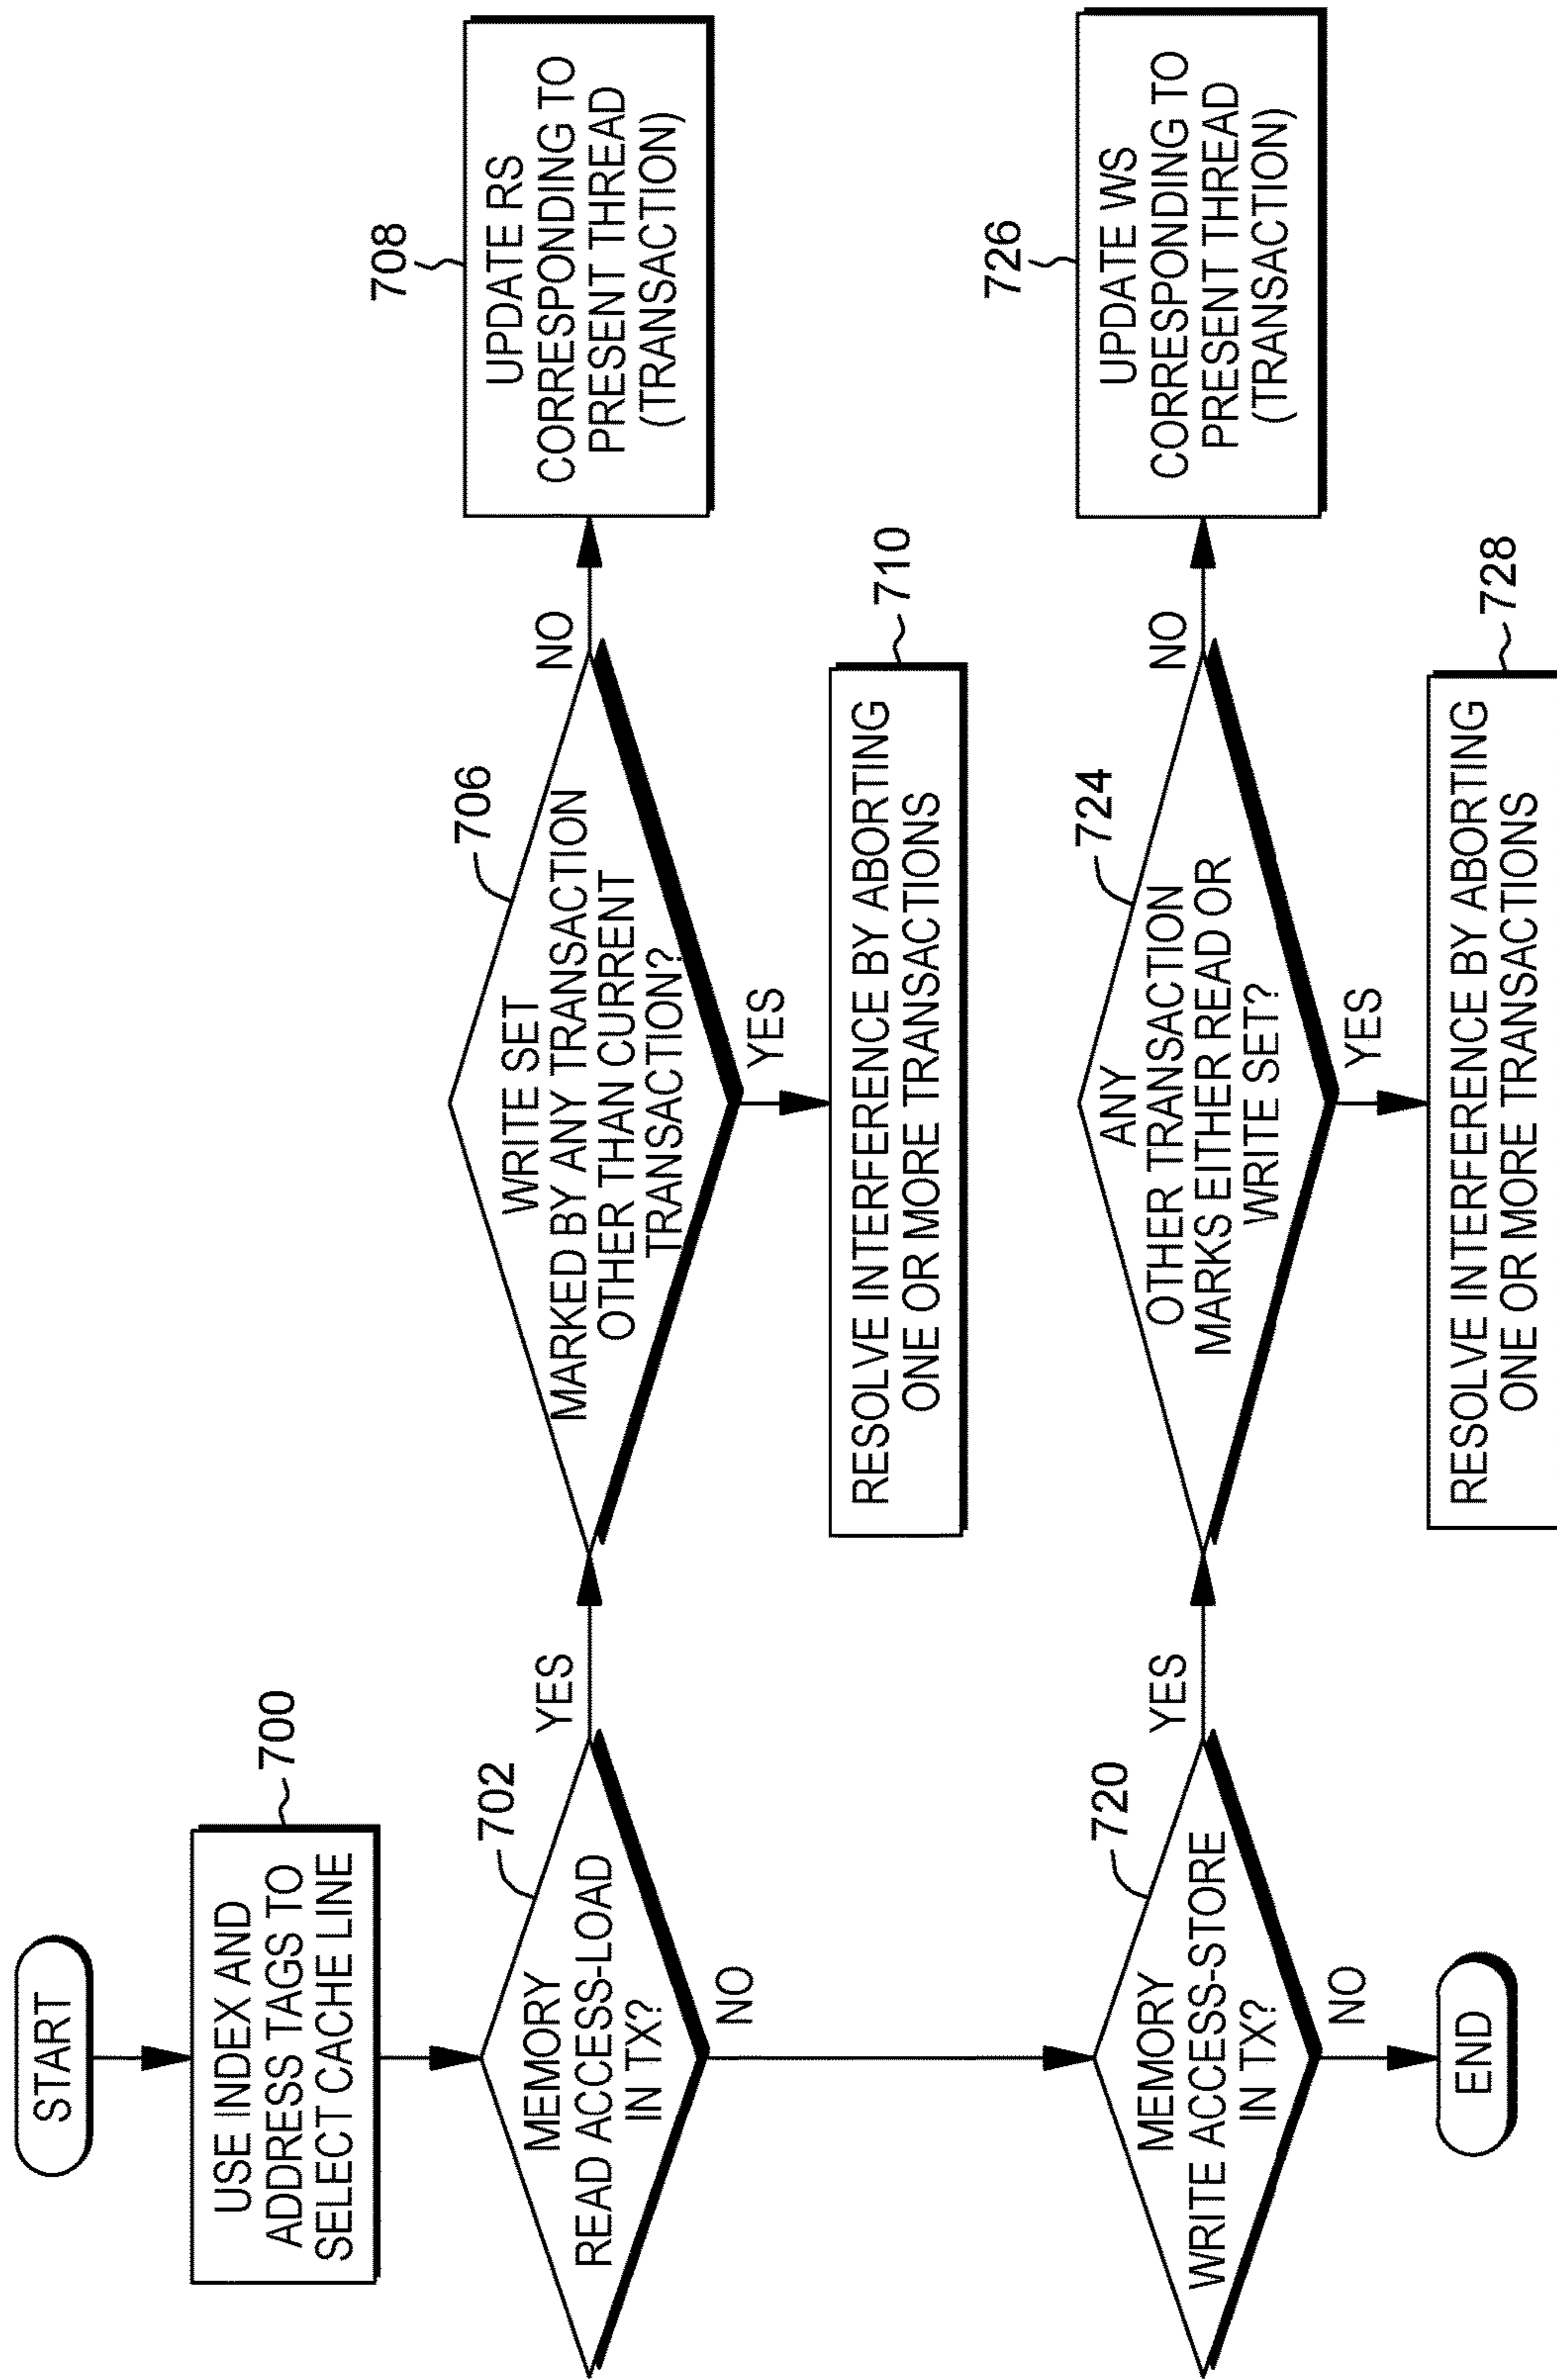 START
USE INDEX AND
ADDRESS TAGS TO
SELECT CACHE LINE
700
MEMORY
READ ACCESS-LOAD
IN TX?
702
YES
NO
WRITE SET
MARKED BY ANY TRANSACTION
OTHER THAN CURRENT
TRANSACTION?
706
NO
YES
UPDATE RS
CORRESPONDING TO
PRESENT THREAD
(TRANSACTION)
708
RESOLVE INTERFERENCE BY ABORTING
ONE OR MORE TRANSACTIONS
710
MEMORY
WRITE ACCESS-STORE
IN TX?
720
YES
NO
ANY
OTHER TRANSACTION
MARKS EITHER READ OR
WRITE SET?
724
NO
YES
UPDATE WS
CORRESPONDING TO
PRESENT THREAD
(TRANSACTION)
726
RESOLVE INTERFERENCE BY ABORTING
ONE OR MORE TRANSACTIONS
728
END